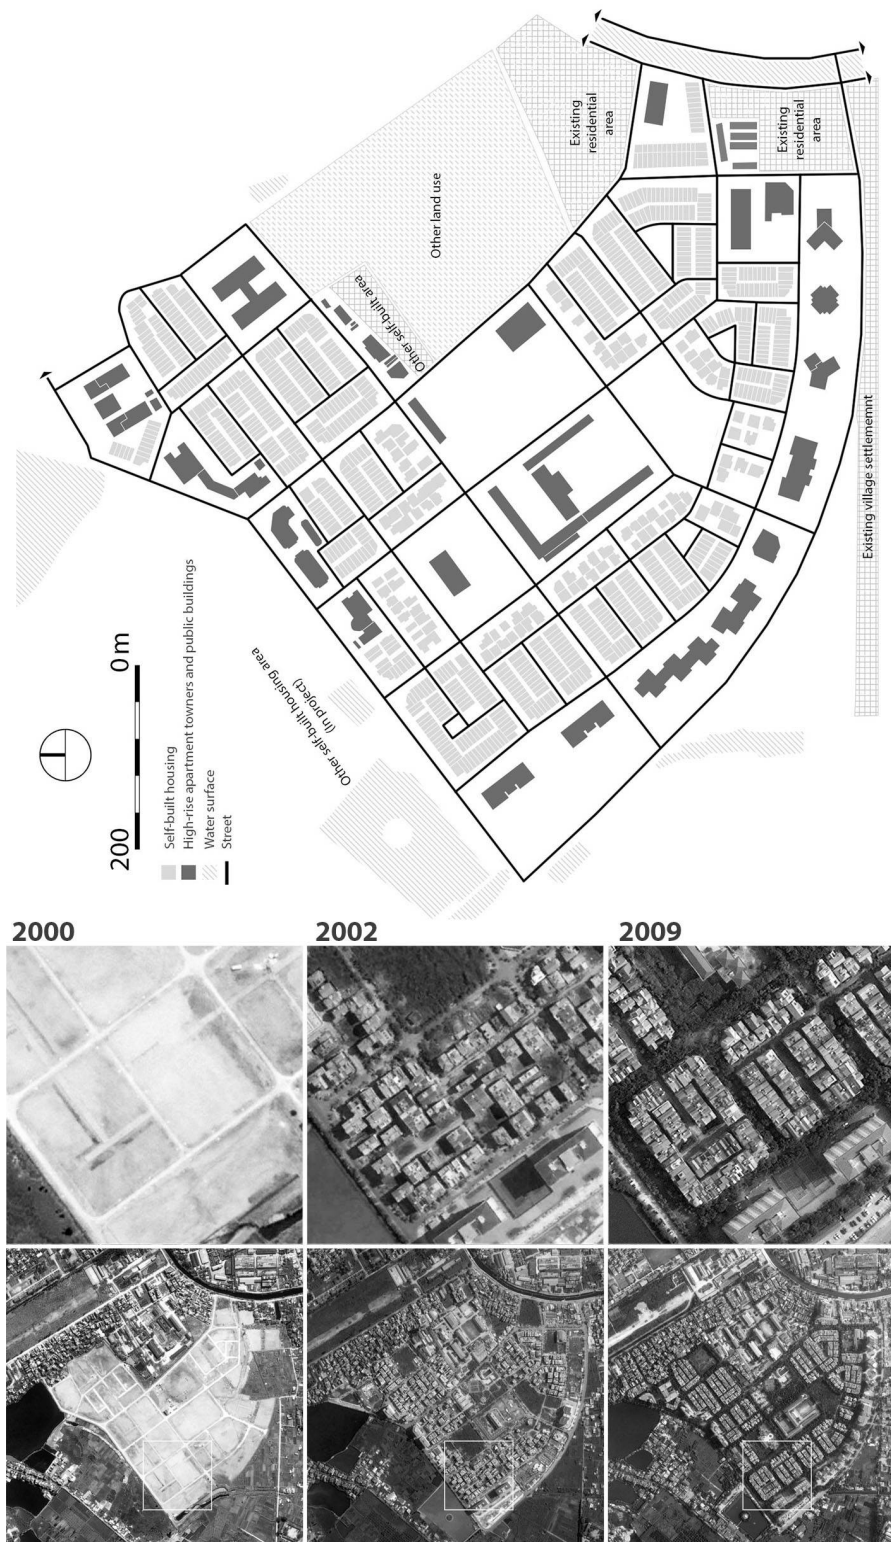 Existing
residential
area
Existing
residential
area
Other land use
Other self-built area
Existing village settlememnt
Other self-built housing area
(In project)
200
0 m
Self-built housing
High-rise apartment towners and public buildings
Water surface
Street
2000
2002
2009